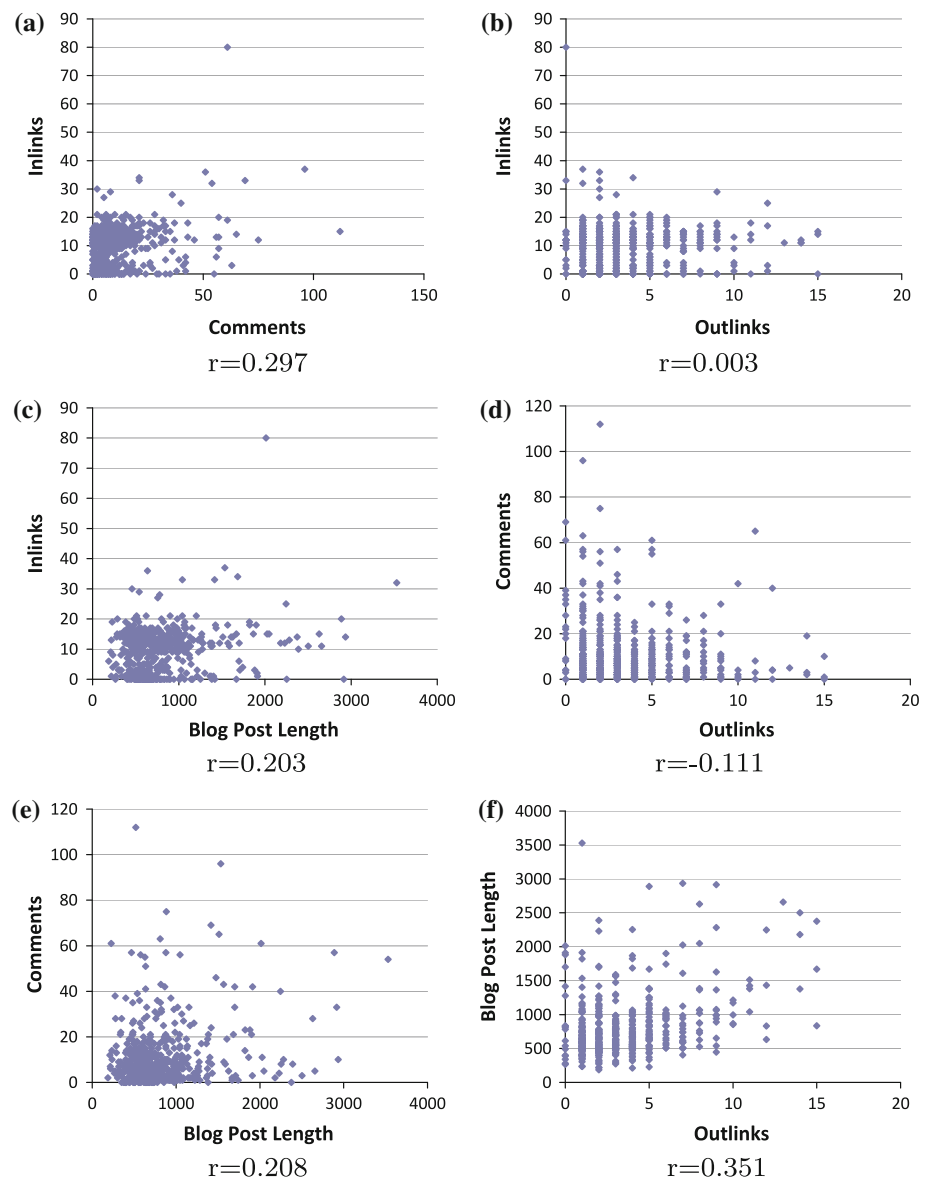 (a)
90
80
70
60
50
40
30
20
10
0
Inlinks
0 50 100 150
Comments
r=0.297
(b)
90
80
70
60
50
40
30
20
10
0
Inlinks
0 5 10 15 20
Outlinks
r=0.003
(c)
90
80
70
60
50
40
30
20
10
0
Inlinks
0 1000 2000 3000 4000
Blog Post Length
r=0.203
(d)
120
100
80
60
40
20
0
Comments
0 5 10 15 20
Outlinks
r=-0.111
(e)
120
100
80
60
40
20
0
Comments
0 1000 2000 3000 4000
Blog Post Length
r=0.208
(f)
4000
3500
3000
2500
2000
1500
1000
500
0
Blog Post Length
0 5 10 15 20
Outlinks
r=0.351